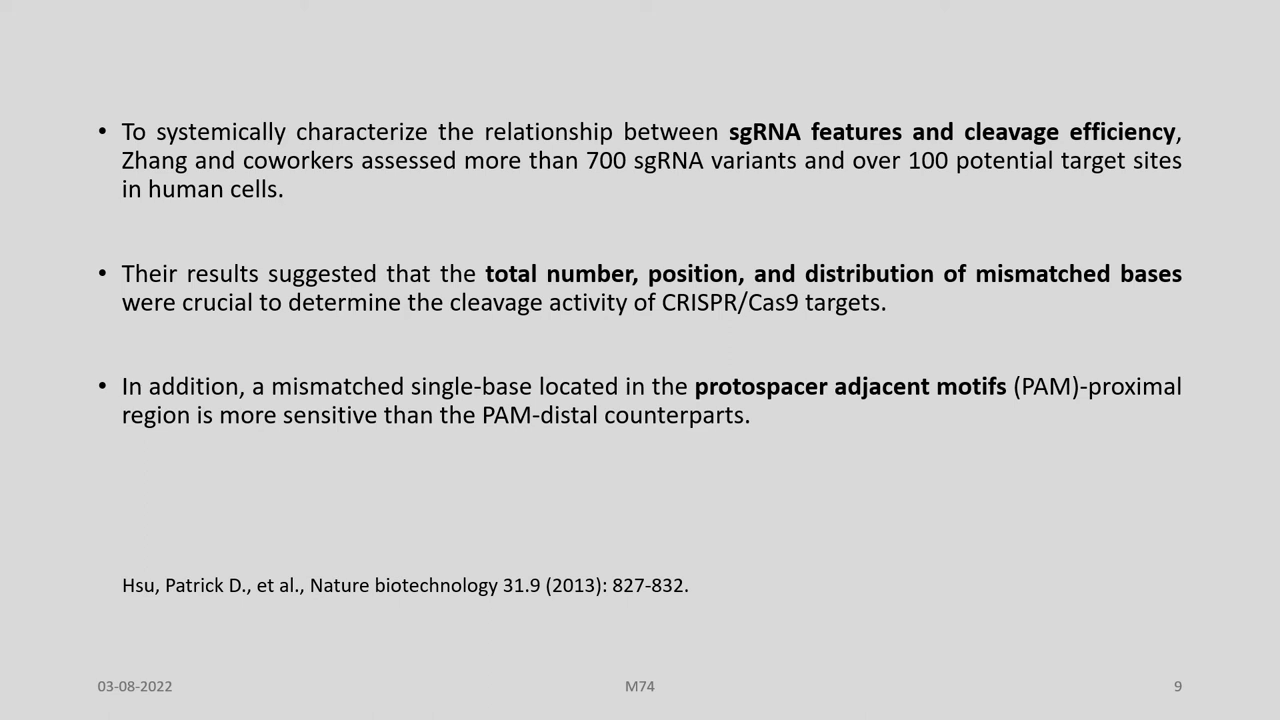 • To systemically characterize the relationship between sgRNA features and cleavage efficiency,
Zhang and coworkers assessed more than 700 sgRNA variants and over 100 potential target sites
in human cells.
• Their results suggested that the total number, position, and distribution of mismatched bases
were crucial to determine the cleavage activity of CRISPR/Cas9 targets.
• In addition, a mismatched single-base located in the protospacer adjacent motifs (PAM)-proximal
region is more sensitive than the PAM-distal counterparts.
Hsu, Patrick D., et al., Nature biotechnology 31.9 (2013): 827-832.
03-08-2022 M74 9